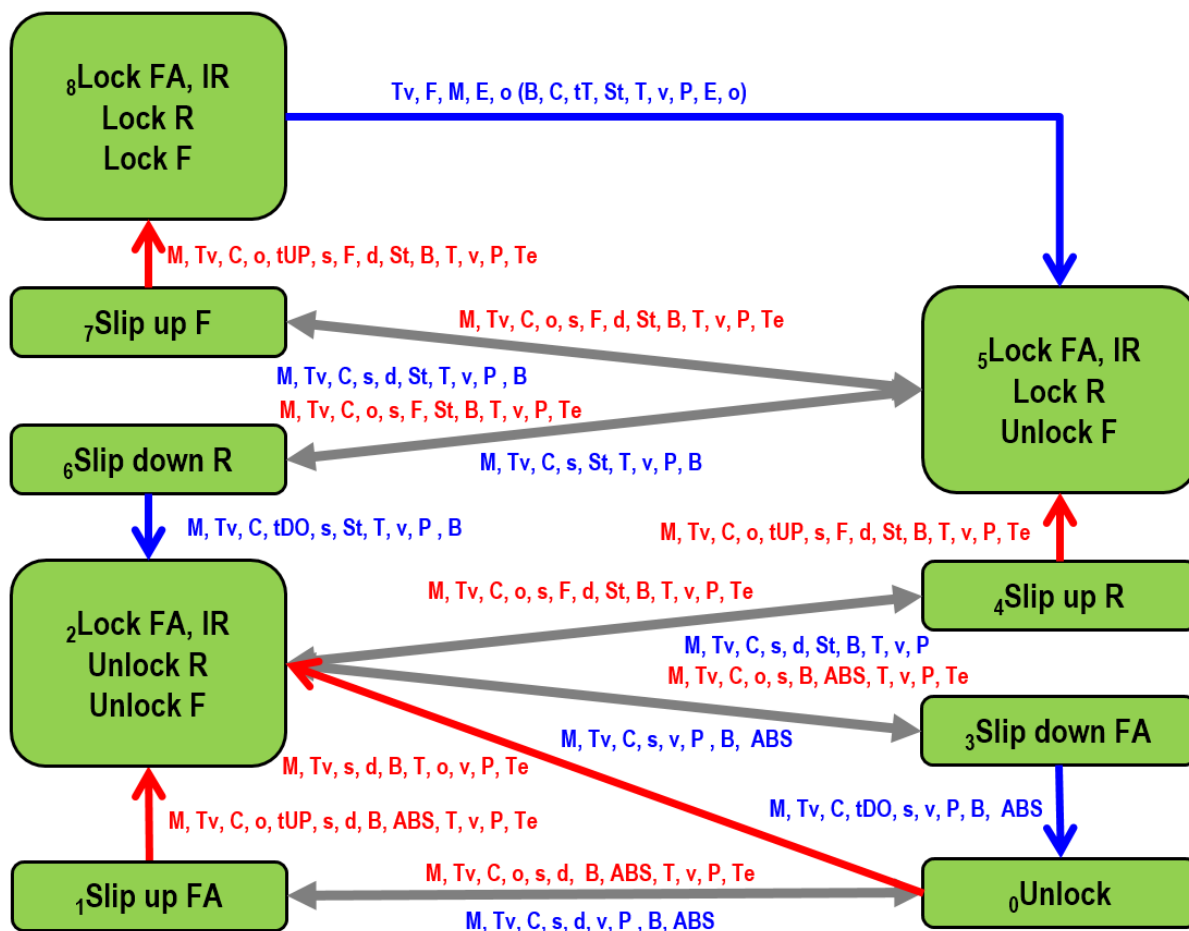 8Lock FA, IR
Lock R
Lock F
Tv, F, M, E, o (B, C, tT, St, T, v, P, E, o)
M, Tv, C, o, tUP, s, F, d, St, B, T, v, P, Te
7Slip up F
M, Tv, C, o, s, F, d, St, B, T, v, P, Te
5Lock FA, IR
Lock R
Unlock F
M, Tv, C, s, d, St, T, v, P , B
M, Tv, C, o, s, F, St, B, T, v, P, Te
6Slip down R
M, Tv, C, s, St, T, v, P, B
M, Tv, C, tDO, s, St, T, v, P , B
M, Tv, C, o, tUP, s, F, d, St, B, T, v, P, Te
2Lock FA, IR
Unlock R
Unlock F
M, Tv, C, o, s, F, d, St, B, T, v, P, Te
4Slip up R
M, Tv, C, s, d, St, B, T, v, P
M, Tv, C, o, s, B, ABS, T, v, P, Te
M, Tv, C, s, v, P , B, ABS
3Slip down FA
M, Tv, s, d, B, T, o, v, P, Te
M, Tv, C, tDO, s, v, P, B, ABS
M, Tv, C, o, tUP, s, d, B, ABS, T, v, P, Te
1Slip up FA
M, Tv, C, o, s, d, B, ABS, T, v, P, Te
0Unlock
M, Tv, C, s, d, v, P , B, ABS